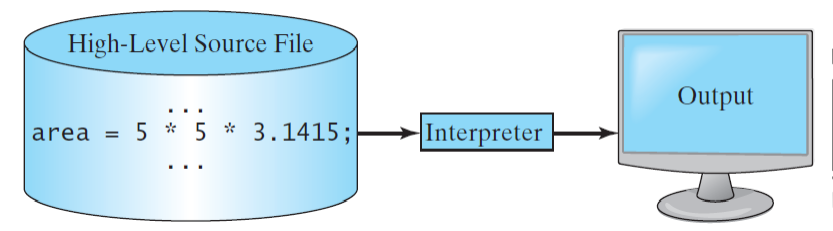 High-Level Source File
...
area = 5 * 5 * 3.1415;
...
Interpreter
Output